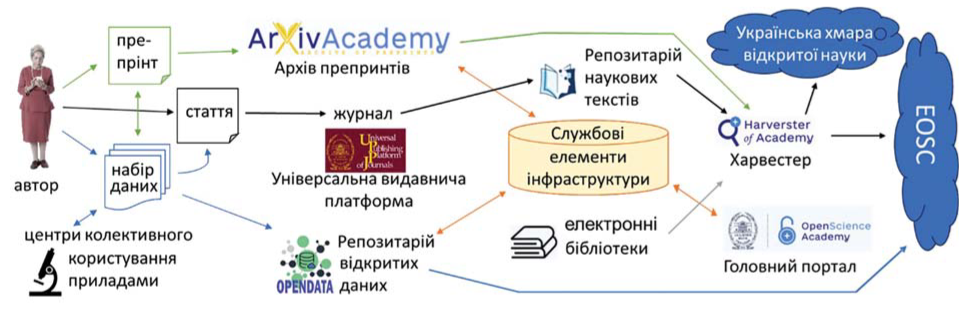 автор
пре-
прінт
стаття
набір
даних
центри колективного
користування
приладами
ArXivAcademy
Архів препринтів
журнал
Universal
Publishing
Platform
of Journals
Універсальна видавнича
платформа
OPENDATA
Репозитарій
відкритих
даних
Репозитарій
наукових
текстів
Службові
елементи
інфраструктури
електронні
бібліотеки
Українська хмара
відкритої науки
Harverster
of Academy
Харвестер
OpenScience
Academy
Головний портал
EOSC